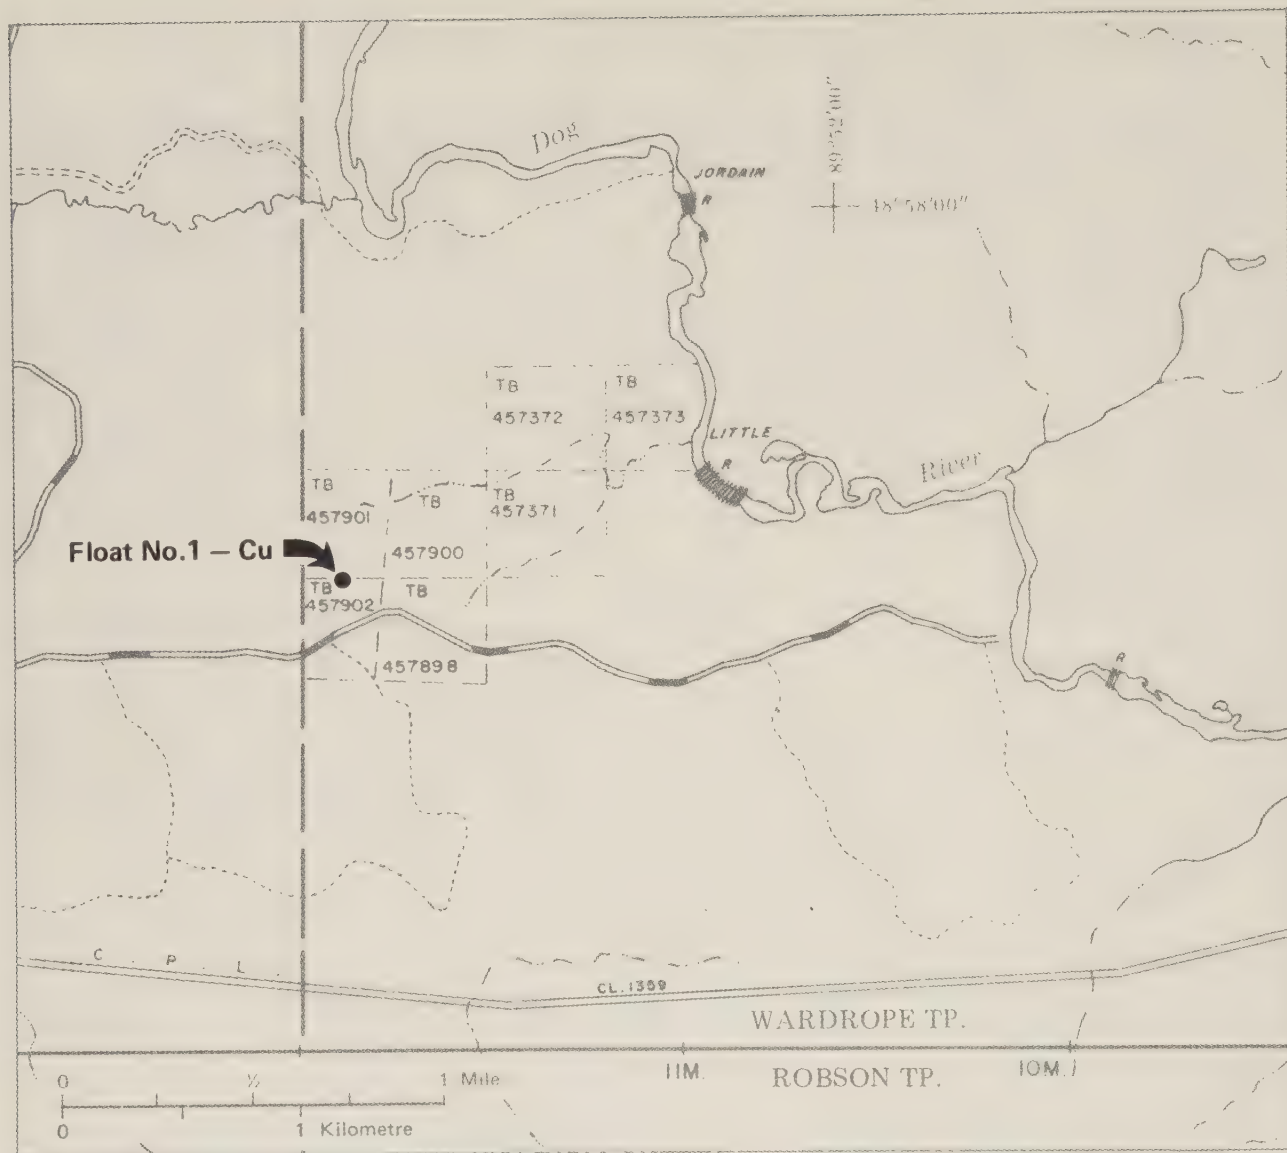 Dog
JORDAIN
R
89°52'00"
48°58'00"
TB
457372
TB
457373
LITTLE
R
River
TB
457901
TB
457900
TB
457371
Float No.1 – Cu
TB
457902
TB
457898
R
C. P. L.
CL.1359
WARDROPE TP.
11M.
ROBSON TP.
10M.
0 ½ 1 Mile
0 1 Kilometre